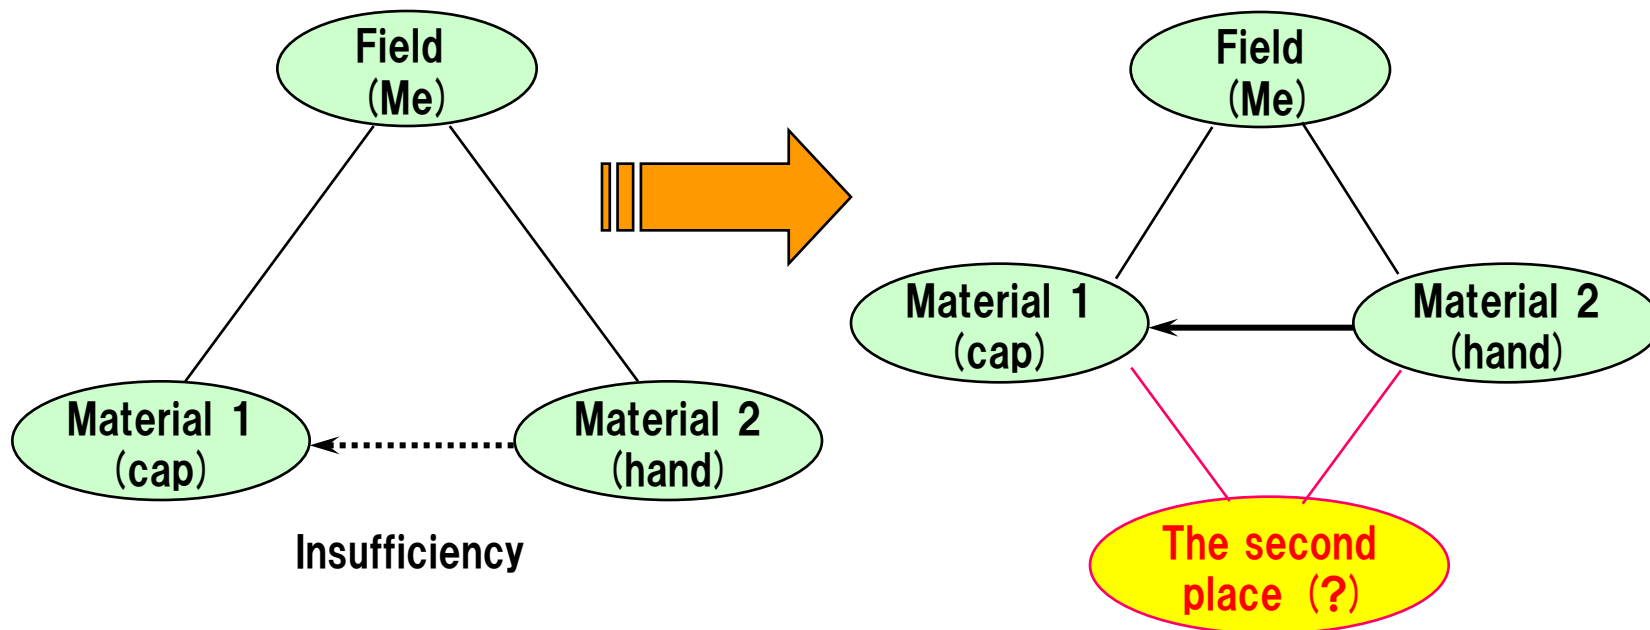 Field
(Me)
Material 1
(cap)
Material 2
(hand)
Insufficiency
Field
(Me)
Material 1
(cap)
Material 2
(hand)
The second
place (?)